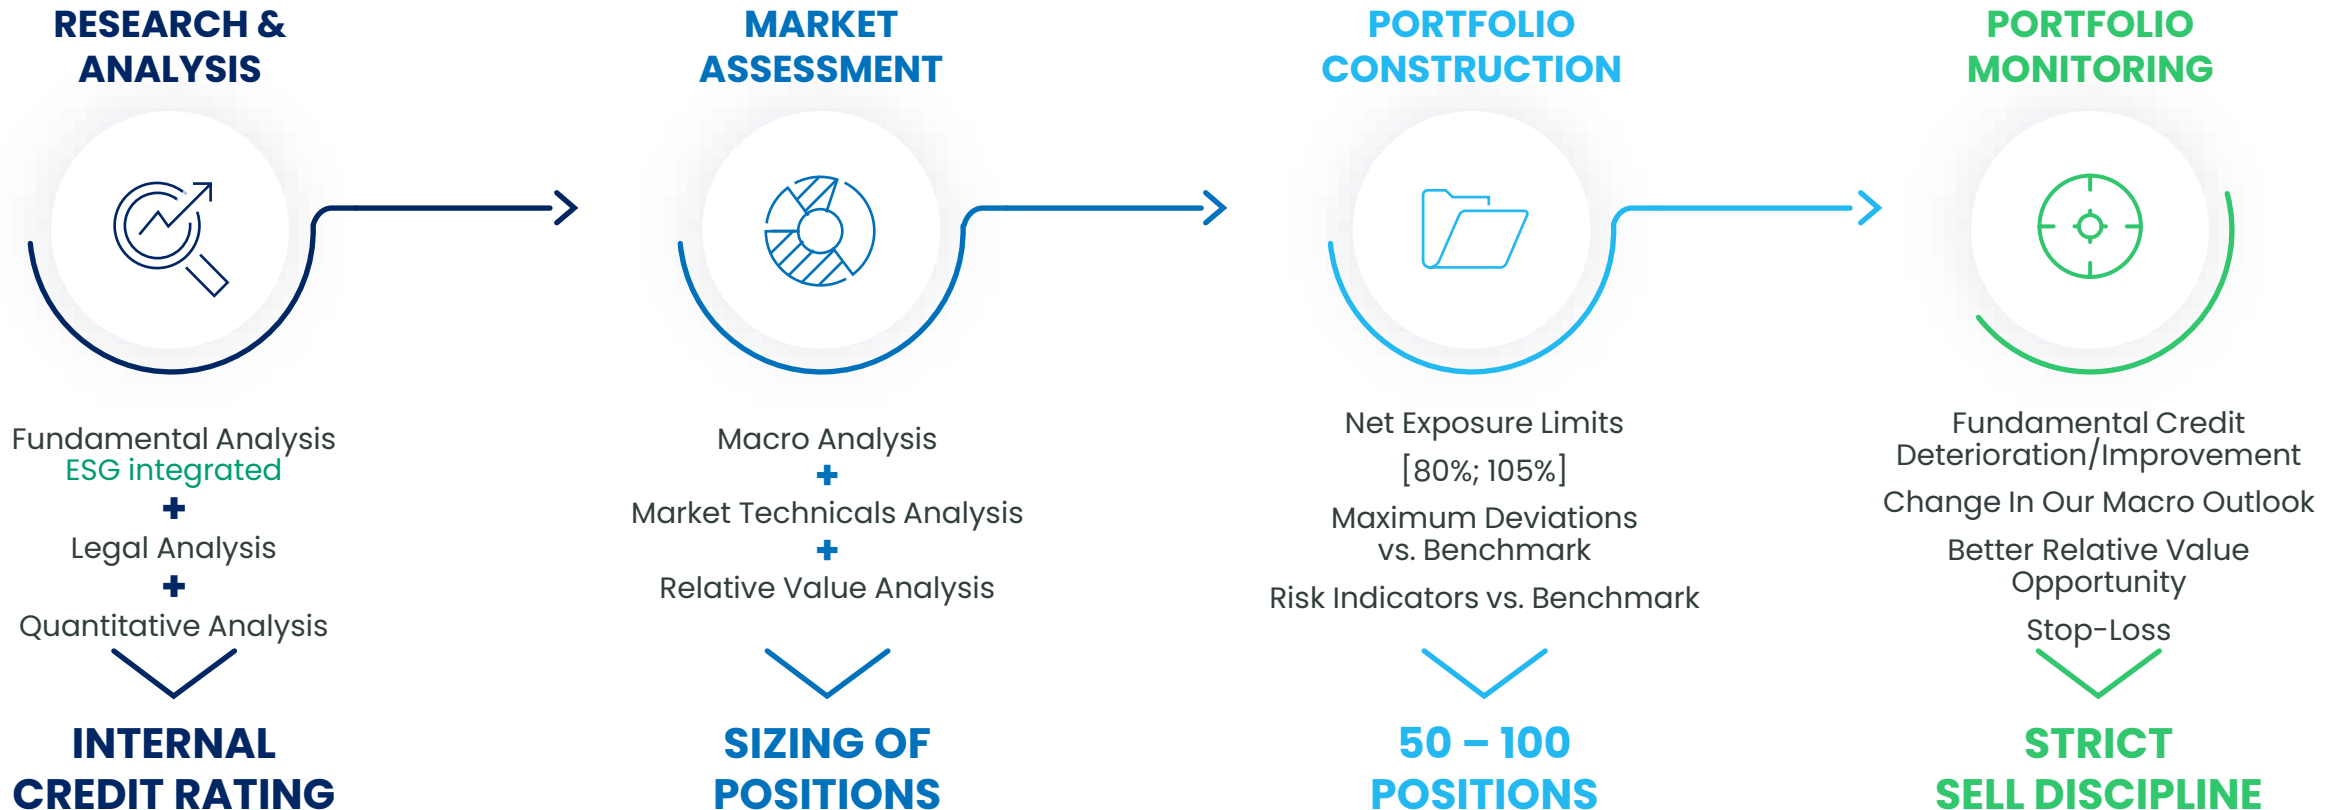 RESEARCH &
ANALYSIS
Fundamental Analysis
ESG integrated
+
Legal Analysis
+
Quantitative Analysis
INTERNAL
CREDIT RATING
MARKET
ASSESSMENT
Macro Analysis
+
Market Technicals Analysis
+
Relative Value Analysis
SIZING OF
POSITIONS
PORTFOLIO
CONSTRUCTION
Net Exposure Limits
[80%; 105%]
Maximum Deviations
vs. Benchmark
Risk Indicators vs. Benchmark
50 – 100
POSITIONS
PORTFOLIO
MONITORING
Fundamental Credit
Deterioration/Improvement
Change In Our Macro Outlook
Better Relative Value
Opportunity
Stop-Loss
STRICT
SELL DISCIPLINE